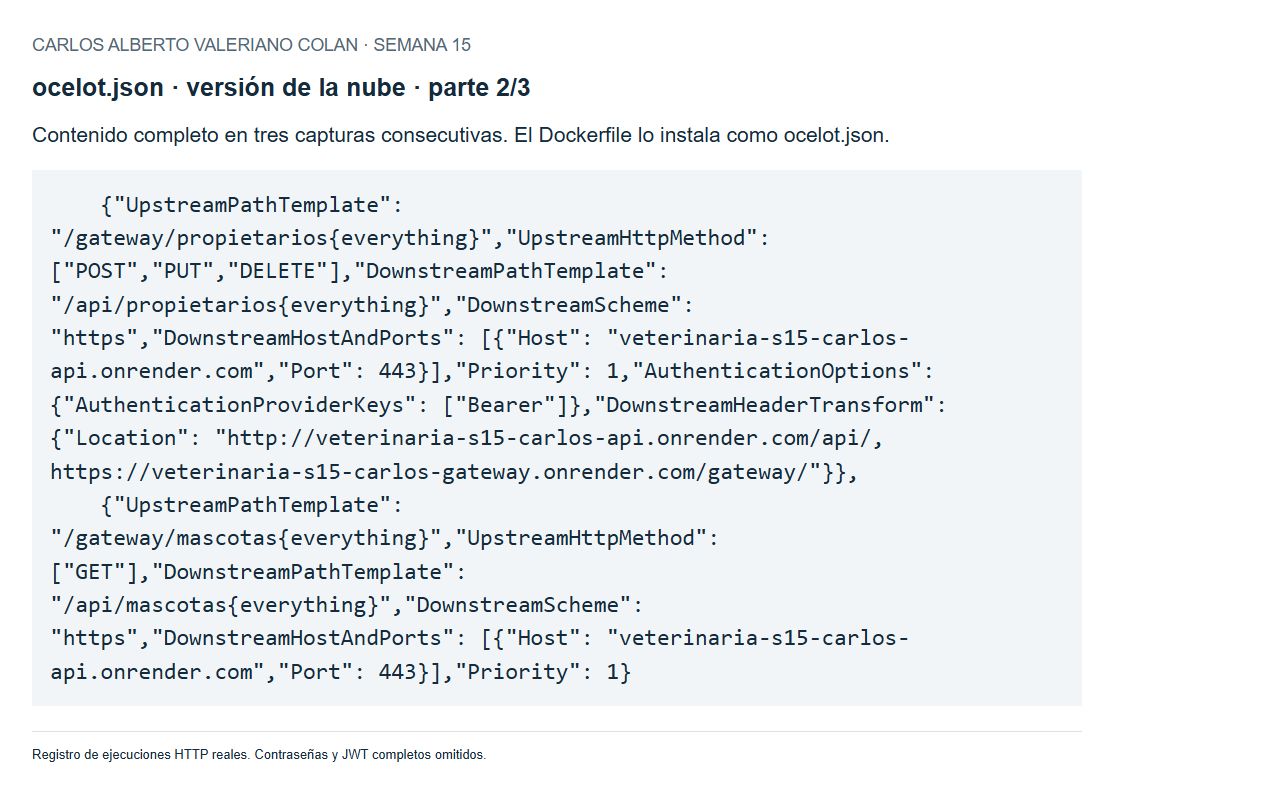 CARLOS ALBERTO VALERIANO COLAN · SEMANA 15
ocelot.json · versión de la nube · parte 2/3
Contenido completo en tres capturas consecutivas. El Dockerfile lo instala como ocelot.json.
    {"UpstreamPathTemplate":
"/gateway/propietarios{everything}","UpstreamHttpMethod":
["POST","PUT","DELETE"],"DownstreamPathTemplate":
"/api/propietarios{everything}","DownstreamScheme":
"https","DownstreamHostAndPorts": [{"Host": "veterinaria-s15-carlos-
api.onrender.com","Port": 443}],"Priority": 1,"AuthenticationOptions":
{"AuthenticationProviderKeys": ["Bearer"]},"DownstreamHeaderTransform":
{"Location": "http://veterinaria-s15-carlos-api.onrender.com/api/,
https://veterinaria-s15-carlos-gateway.onrender.com/gateway/"}},
    {"UpstreamPathTemplate":
"/gateway/mascotas{everything}","UpstreamHttpMethod":
["GET"],"DownstreamPathTemplate":
"/api/mascotas{everything}","DownstreamScheme":
"https","DownstreamHostAndPorts": [{"Host": "veterinaria-s15-carlos-
api.onrender.com","Port": 443}],"Priority": 1}
Registro de ejecuciones HTTP reales. Contraseñas y JWT completos omitidos.